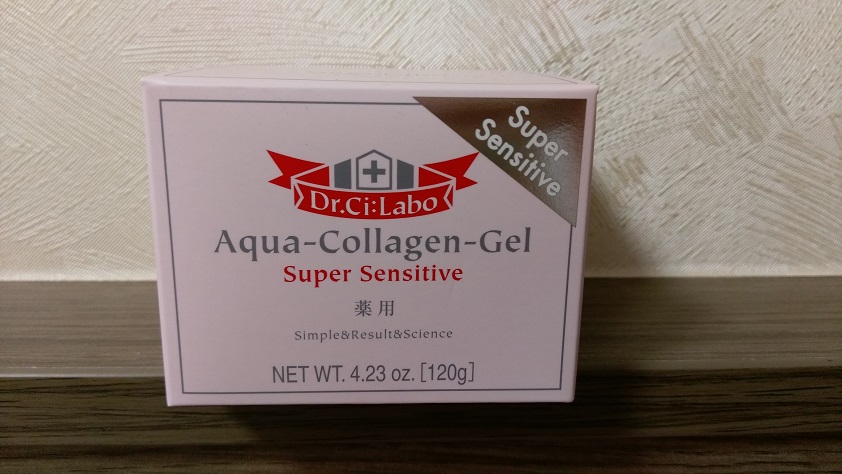 Super
Sensitive
Dr.Ci:Labo
Aqua-Collagen-Gel
Super Sensitive
薬用
Simple&Result&Science
NET WT. 4.23 oz. [120g]